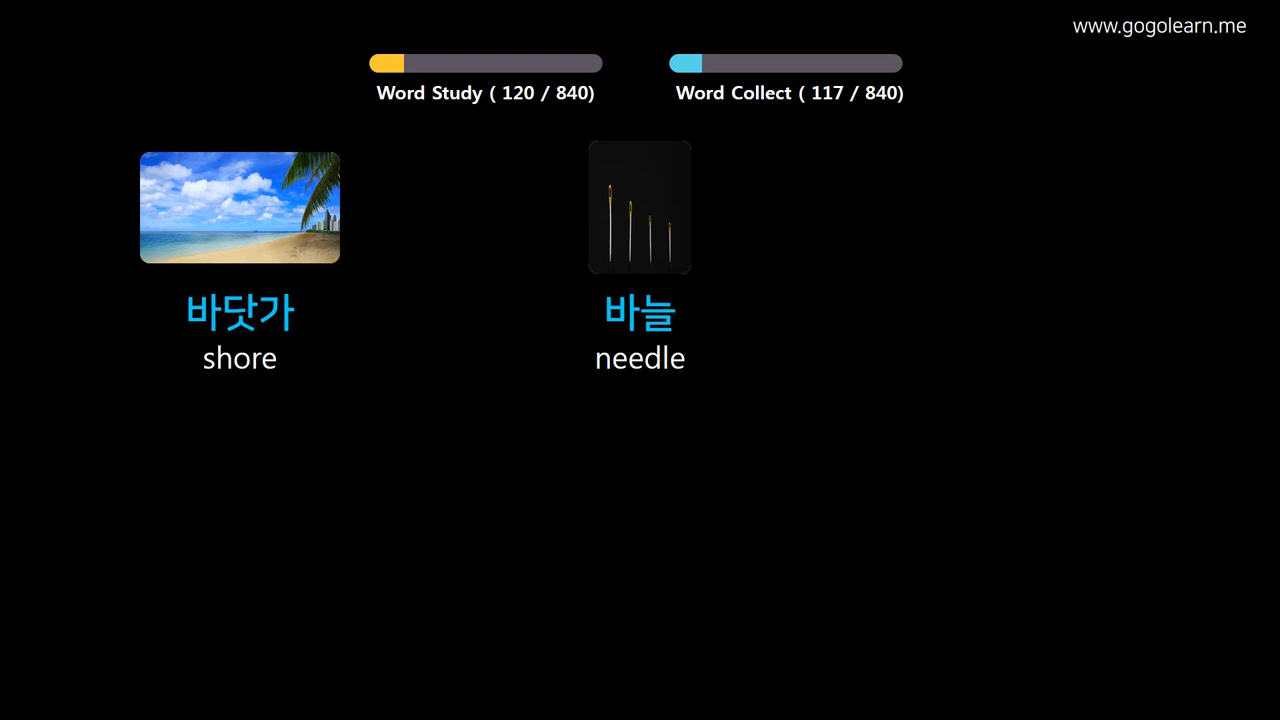 www.gogolearn.me
Word Study ( 120 / 840)
Word Collect ( 117 / 840)
바닷가
shore
바늘
needle